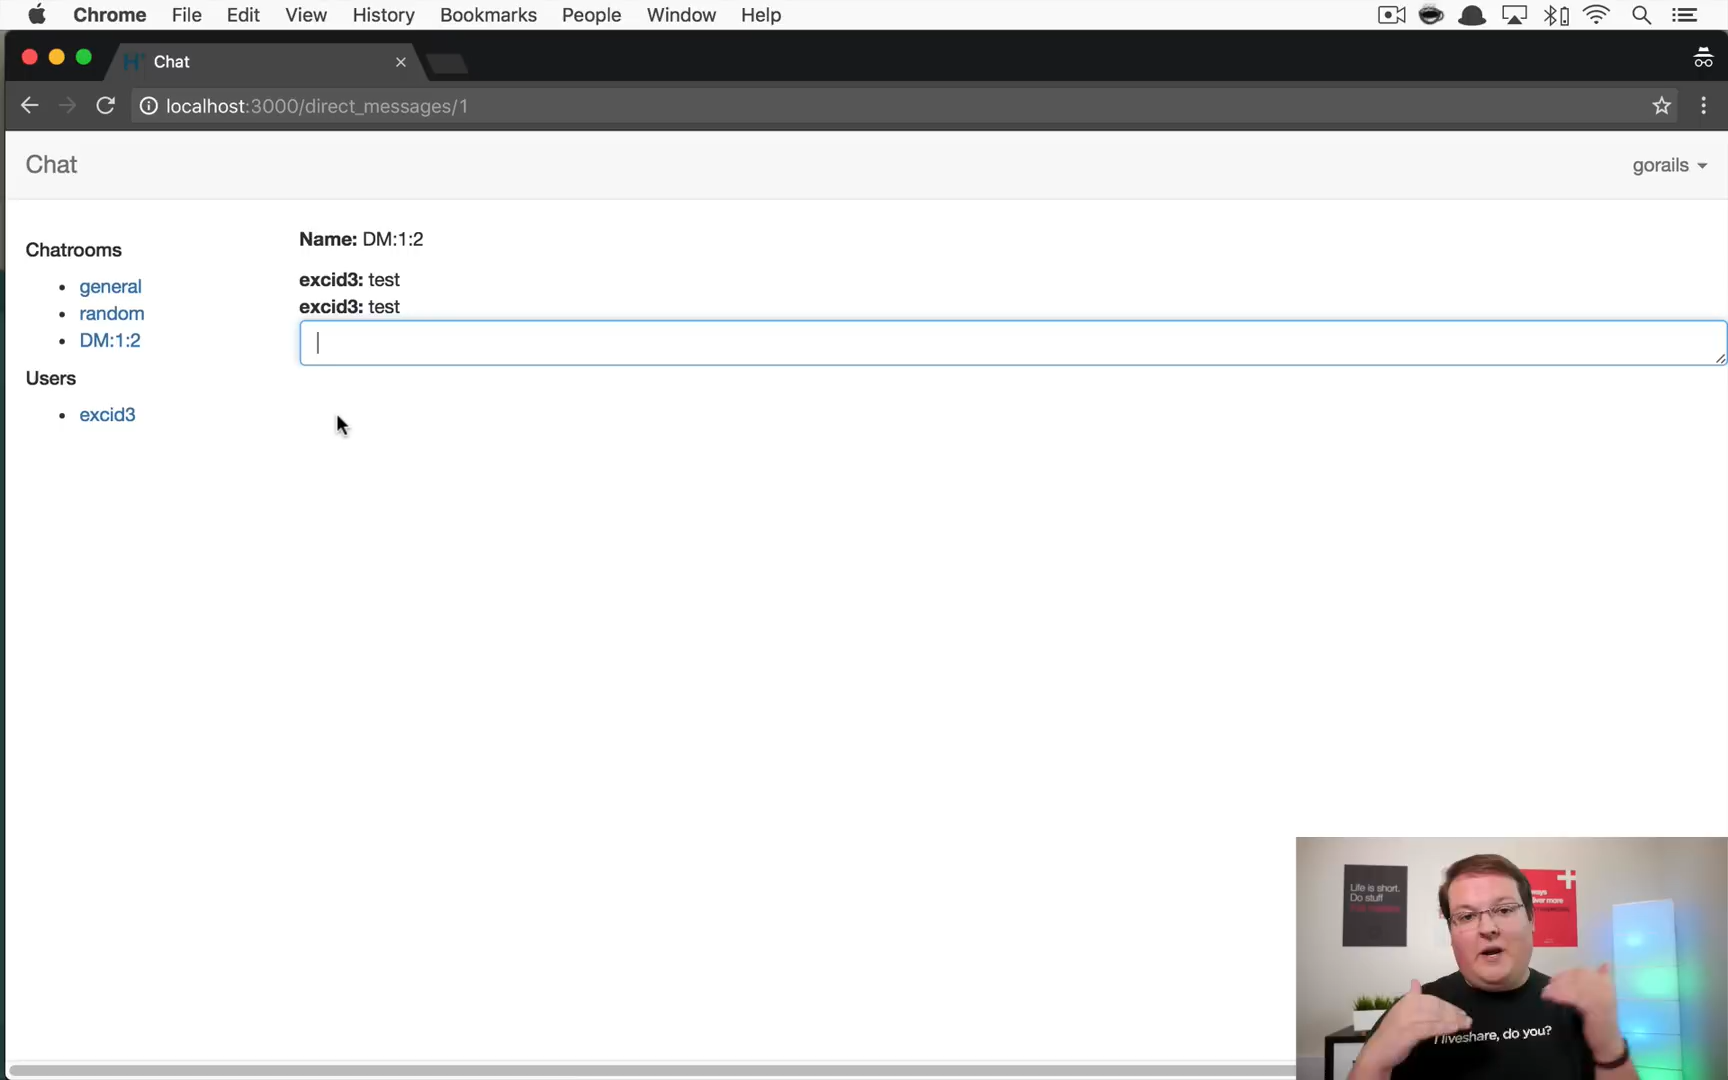 Chrome File Edit View History Bookmarks People Window Help
Chat
localhost:3000/direct_messages/1
Chat
gorails
Name: DM:1:2
Chatrooms
general
random
DM:1:2
excid3: test
excid3: test
Users
excid3
Life is short.
Do stuff
liveshare, do you?